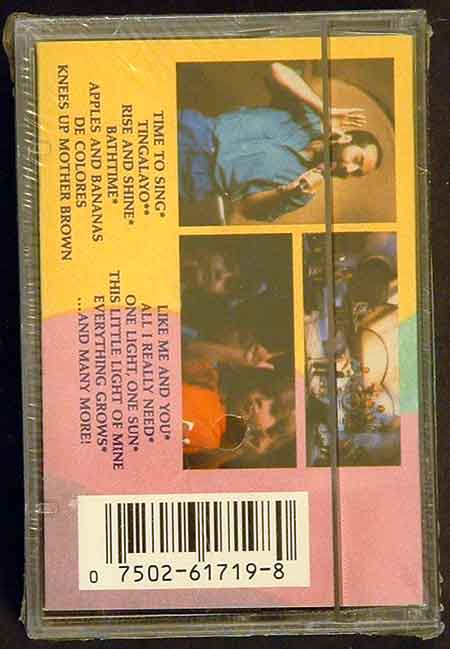 TIME TO SING*
TINGALAYO**
RISE AND SHINE*
BATHTIME*
APPLES AND BANANAS
DE COLORES
KNEES UP MOTHER BROWN
LIKE ME AND YOU*
ALL I REALLY NEED*
ONE LIGHT, ONE SUN*
THIS LITTLE LIGHT OF MINE
EVERYTHING GROWS*
...AND MANY MORE!
0 7502-61719-8